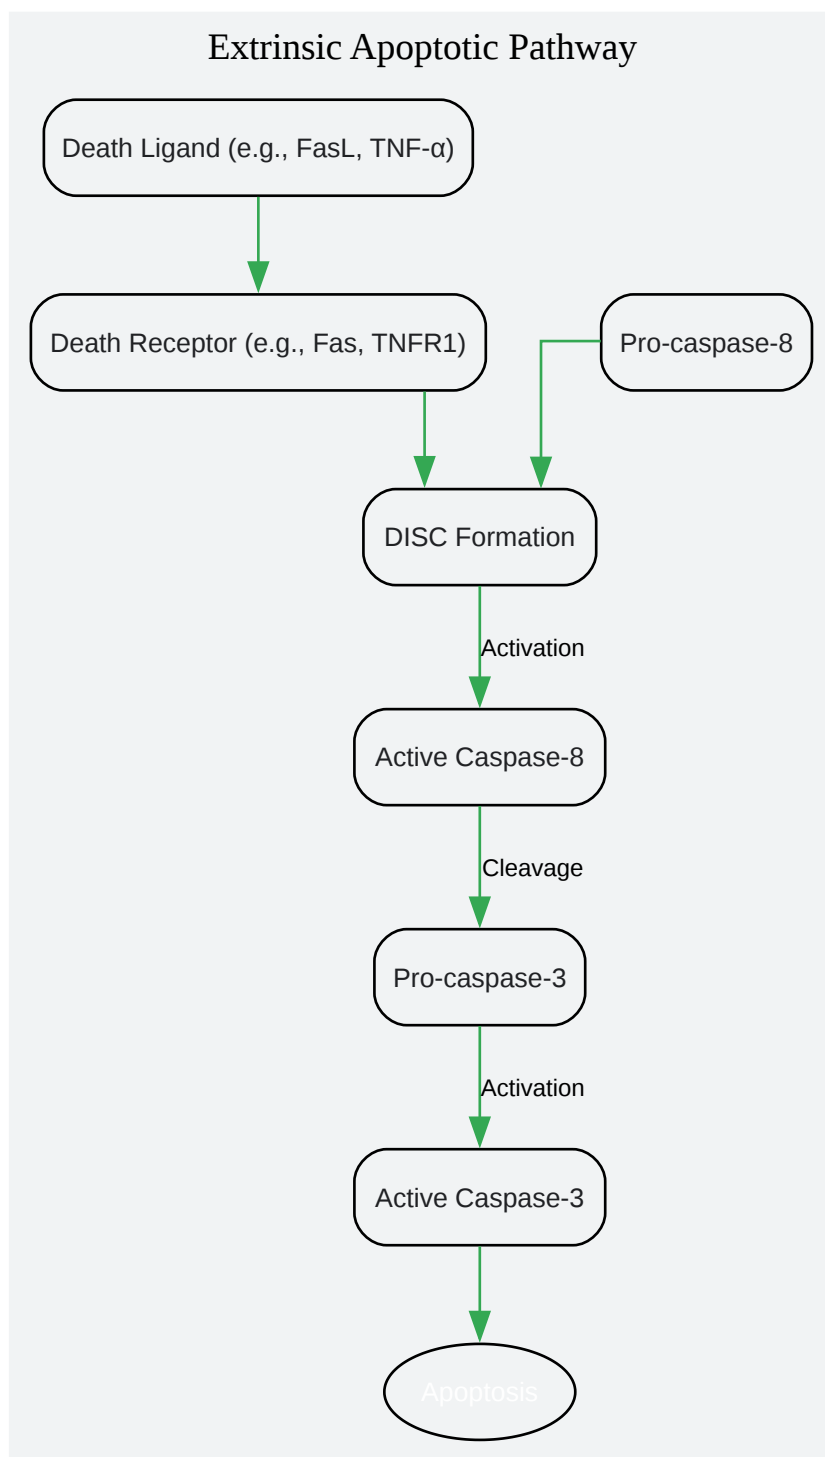 Extrinsic Apoptotic Pathway
Death Ligand (e.g., FasL, TNF-α)
Death Receptor (e.g., Fas, TNFR1)
Pro-caspase-8
DISC Formation
Activation
Active Caspase-8
Cleavage
Pro-caspase-3
Activation
Active Caspase-3
Apoptosis